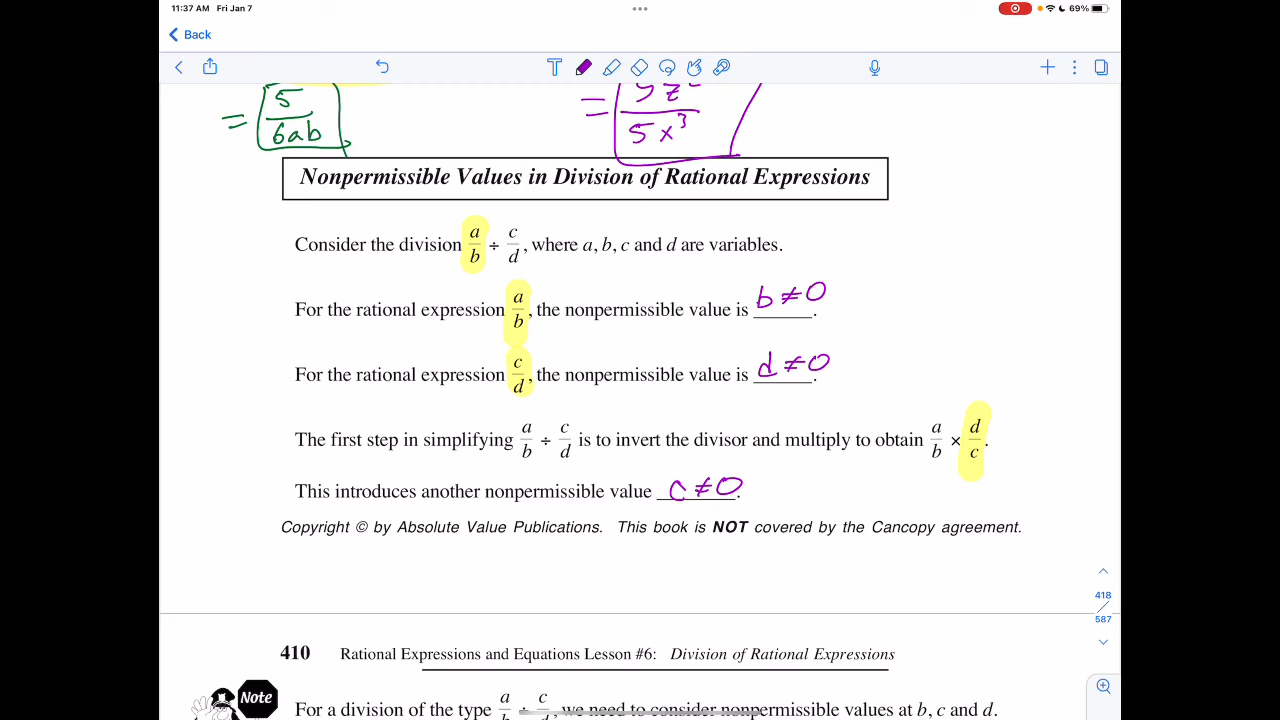 11:37 AM Fri Jan 7
69%
Back
= 5/6ab
= 5x³
Nonpermissible Values in Division of Rational Expressions
Consider the division a/b ÷ c/d, where a, b, c and d are variables.
For the rational expression a/b, the nonpermissible value is b ≠ 0.
For the rational expression c/d, the nonpermissible value is d ≠ 0.
The first step in simplifying a/b ÷ c/d is to invert the divisor and multiply to obtain a/b × d/c.
This introduces another nonpermissible value c ≠ 0.
Copyright © by Absolute Value Publications. This book is NOT covered by the Cancopy agreement.
418
587
410 Rational Expressions and Equations Lesson #6: Division of Rational Expressions
Note
For a division of the type a/b ÷ c/d, we need to consider nonpermissible values at b, c and d.